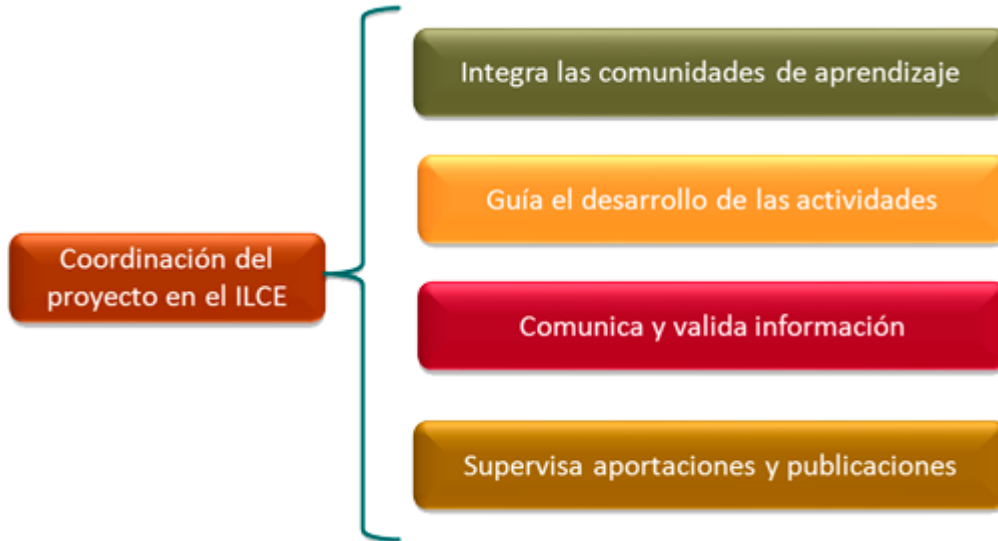 Coordinación del
proyecto en el ILCE
Integra las comunidades de aprendizaje
Guía el desarrollo de las actividades
Comunica y valida información
Supervisa aportaciones y publicaciones